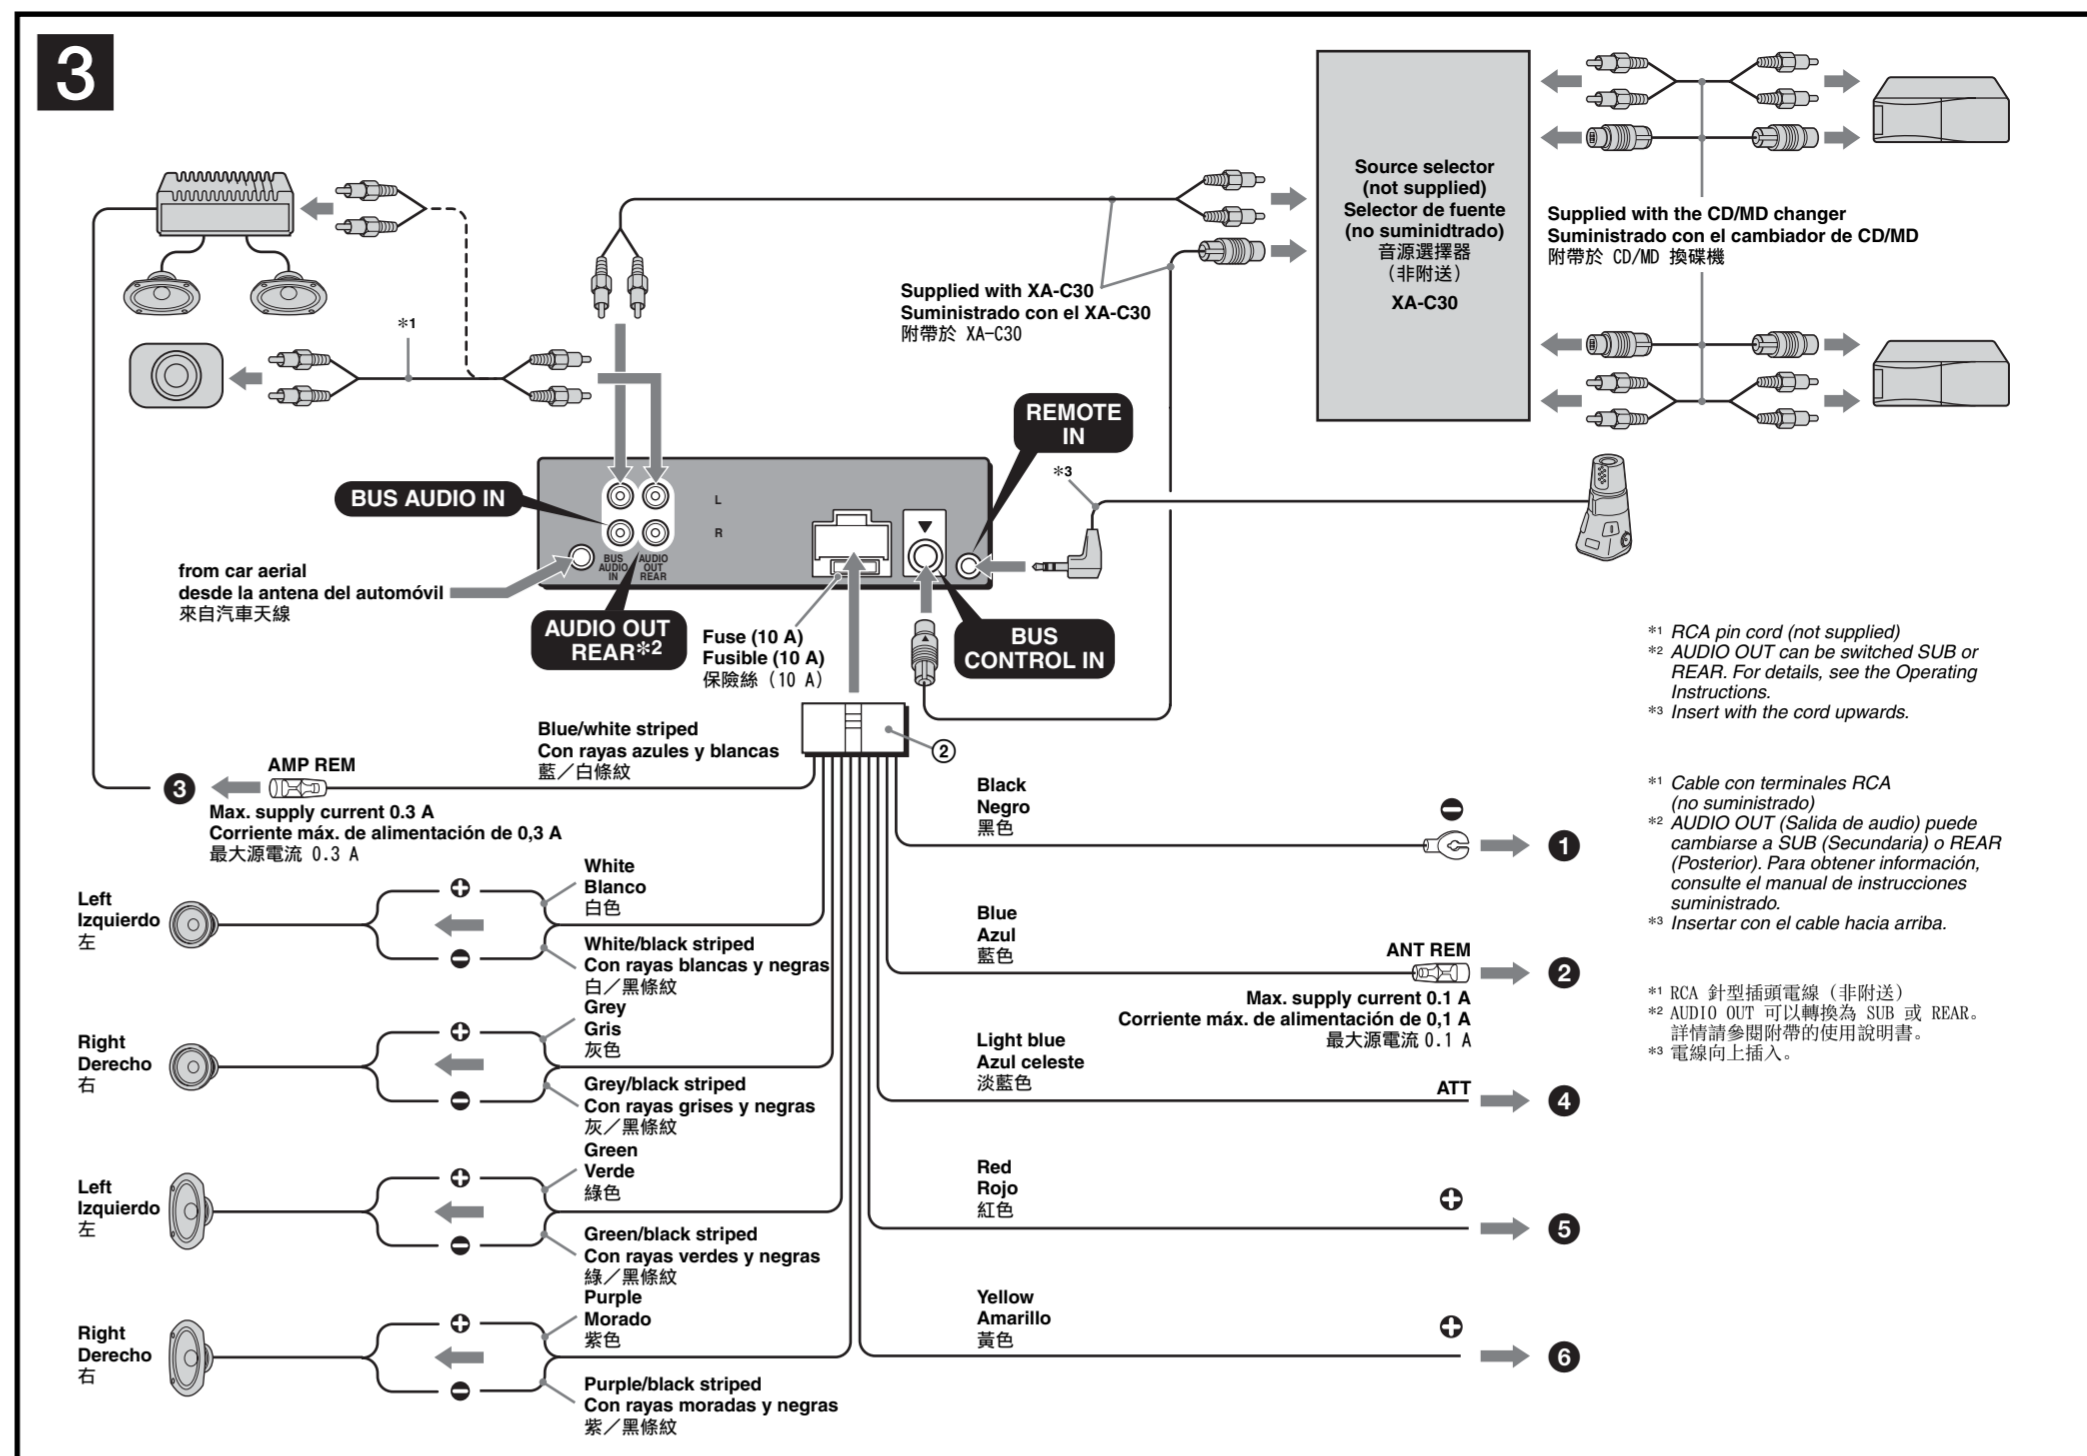 3
Source selector
(not supplied)
Selector de fuente
(no suminidtrado)
音源選擇器
（非附送）
XA-C30
Supplied with the CD/MD changer
Suministrado con el cambiador de CD/MD
附帶於 CD/MD 換碟機
Supplied with XA-C30
Suministrado con el XA-C30
附帶於 XA-C30
*1
REMOTE
IN
*3
BUS AUDIO IN
L
R
BUS
AUDIO
IN
AUDIO
OUT
REAR
from car aerial
desde la antena del automóvil
來自汽車天線
AUDIO OUT
REAR*2
Fuse (10 A)
Fusible (10 A)
保險絲（10 A）
BUS
CONTROL IN
*1 RCA pin cord (not supplied)
*2 AUDIO OUT can be switched SUB or
REAR. For details, see the Operating
Instructions.
*3 Insert with the cord upwards.
Blue/white striped
Con rayas azules y blancas
藍／白條紋
②
❸
AMP REM
Max. supply current 0.3 A
Corriente máx. de alimentación de 0,3 A
最大源電流 0.3 A
Black
Negro
黑色
⊖
❶
*1 Cable con terminales RCA
(no suministrado)
*2 AUDIO OUT (Salida de audio) puede
cambiarse a SUB (Secundaria) o REAR
(Posterior). Para obtener información,
consulte el manual de instrucciones
suministrado.
*3 Insertar con el cable hacia arriba.
Left
Izquierdo
左
⊕
⊖
White
Blanco
白色
White/black striped
Con rayas blancas y negras
白／黑條紋
Blue
Azul
藍色
ANT REM
❷
Max. supply current 0.1 A
Corriente máx. de alimentación de 0,1 A
最大源電流 0.1 A
*1 RCA 針型插頭電線（非附送）
*2 AUDIO OUT 可以轉換為 SUB 或 REAR。
詳情請參閱附帶的使用說明書。
*3 電線向上插入。
Right
Derecho
右
⊕
⊖
Grey
Gris
灰色
Grey/black striped
Con rayas grises y negras
灰／黑條紋
Light blue
Azul celeste
淡藍色
ATT
❹
Left
Izquierdo
左
⊕
⊖
Green
Verde
綠色
Green/black striped
Con rayas verdes y negras
綠／黑條紋
Red
Rojo
紅色
⊕
❺
Right
Derecho
右
⊕
⊖
Purple
Morado
紫色
Purple/black striped
Con rayas moradas y negras
紫／黑條紋
Yellow
Amarillo
黃色
⊕
❻